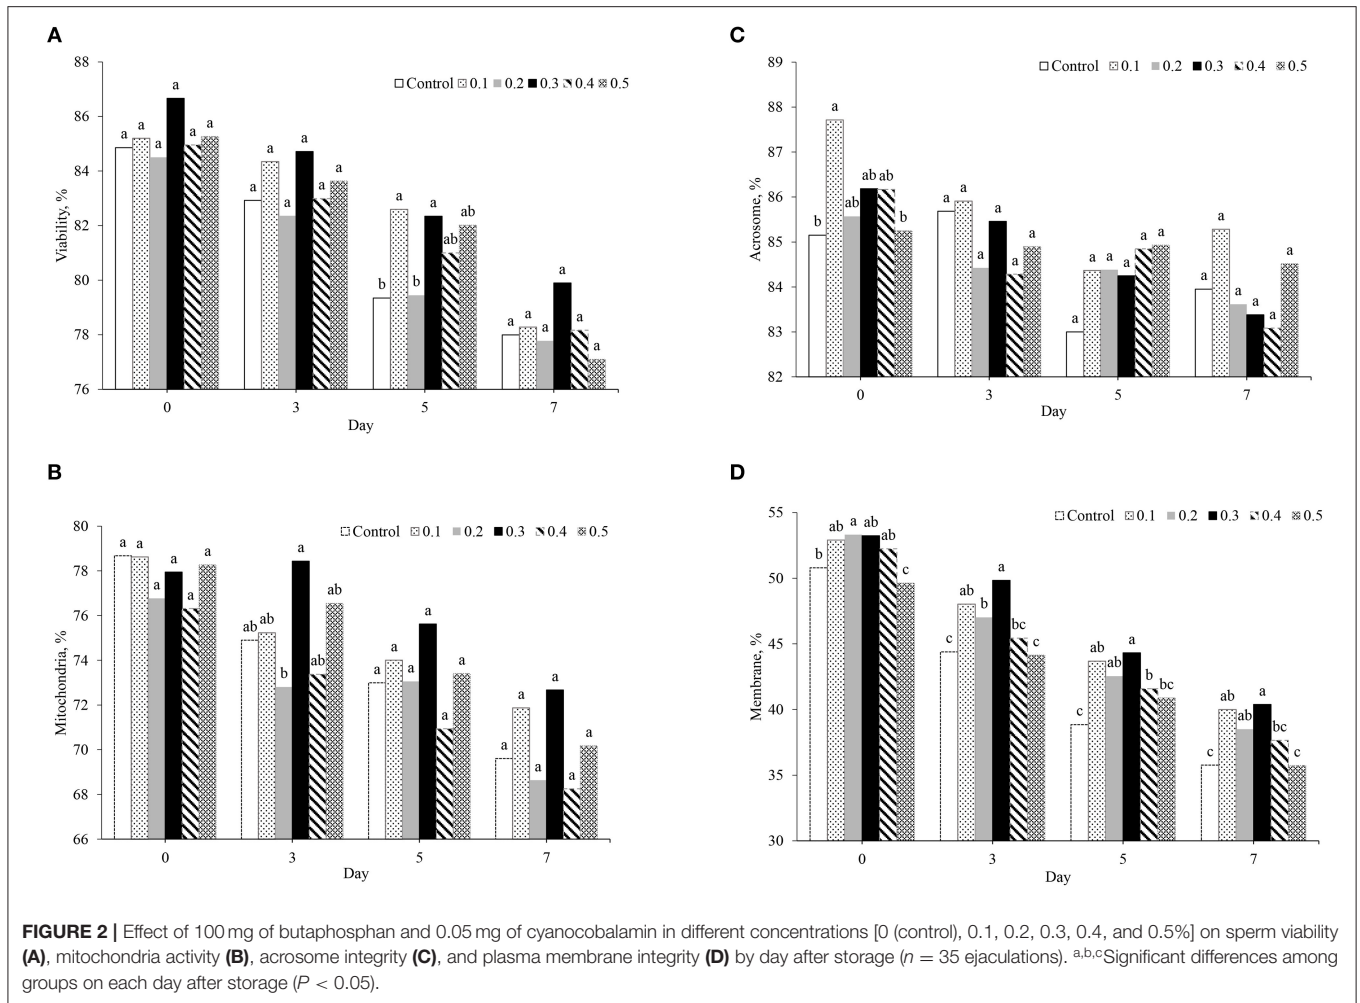 A
88
86
84
82
80
78
76
Viability, %
Control 0.1 0.2 0.3 0.4 0.5
a a a a a a
a a a a a a
b a b a ab ab
a a a a a a
0 3 5 7
Day
C
89
88
87
86
85
84
83
82
Acrosome, %
Control 0.1 0.2 0.3 0.4 0.5
b a ab ab ab b
a a a a a a
a a a a a a
a a a a a a
0 3 5 7
Day
B
80
78
76
74
72
70
68
66
Mitochondria, %
Control 0.1 0.2 0.3 0.4 0.5
a a a a a a
ab ab b a ab ab
a a a a a a
a a a a a a
0 3 5 7
Day
D
55
50
45
40
35
30
Membrane, %
Control 0.1 0.2 0.3 0.4 0.5
b ab a ab ab c
c ab b a bc c
c ab ab a b bc
c ab ab a bc c
0 3 5 7
Day
FIGURE 2 | Effect of 100 mg of butaphosphan and 0.05 mg of cyanocobalamin in different concentrations [0 (control), 0.1, 0.2, 0.3, 0.4, and 0.5%] on sperm viability
(A), mitochondria activity (B), acrosome integrity (C), and plasma membrane integrity (D) by day after storage (n = 35 ejaculations). a,b,cSignificant differences among
groups on each day after storage (P < 0.05).